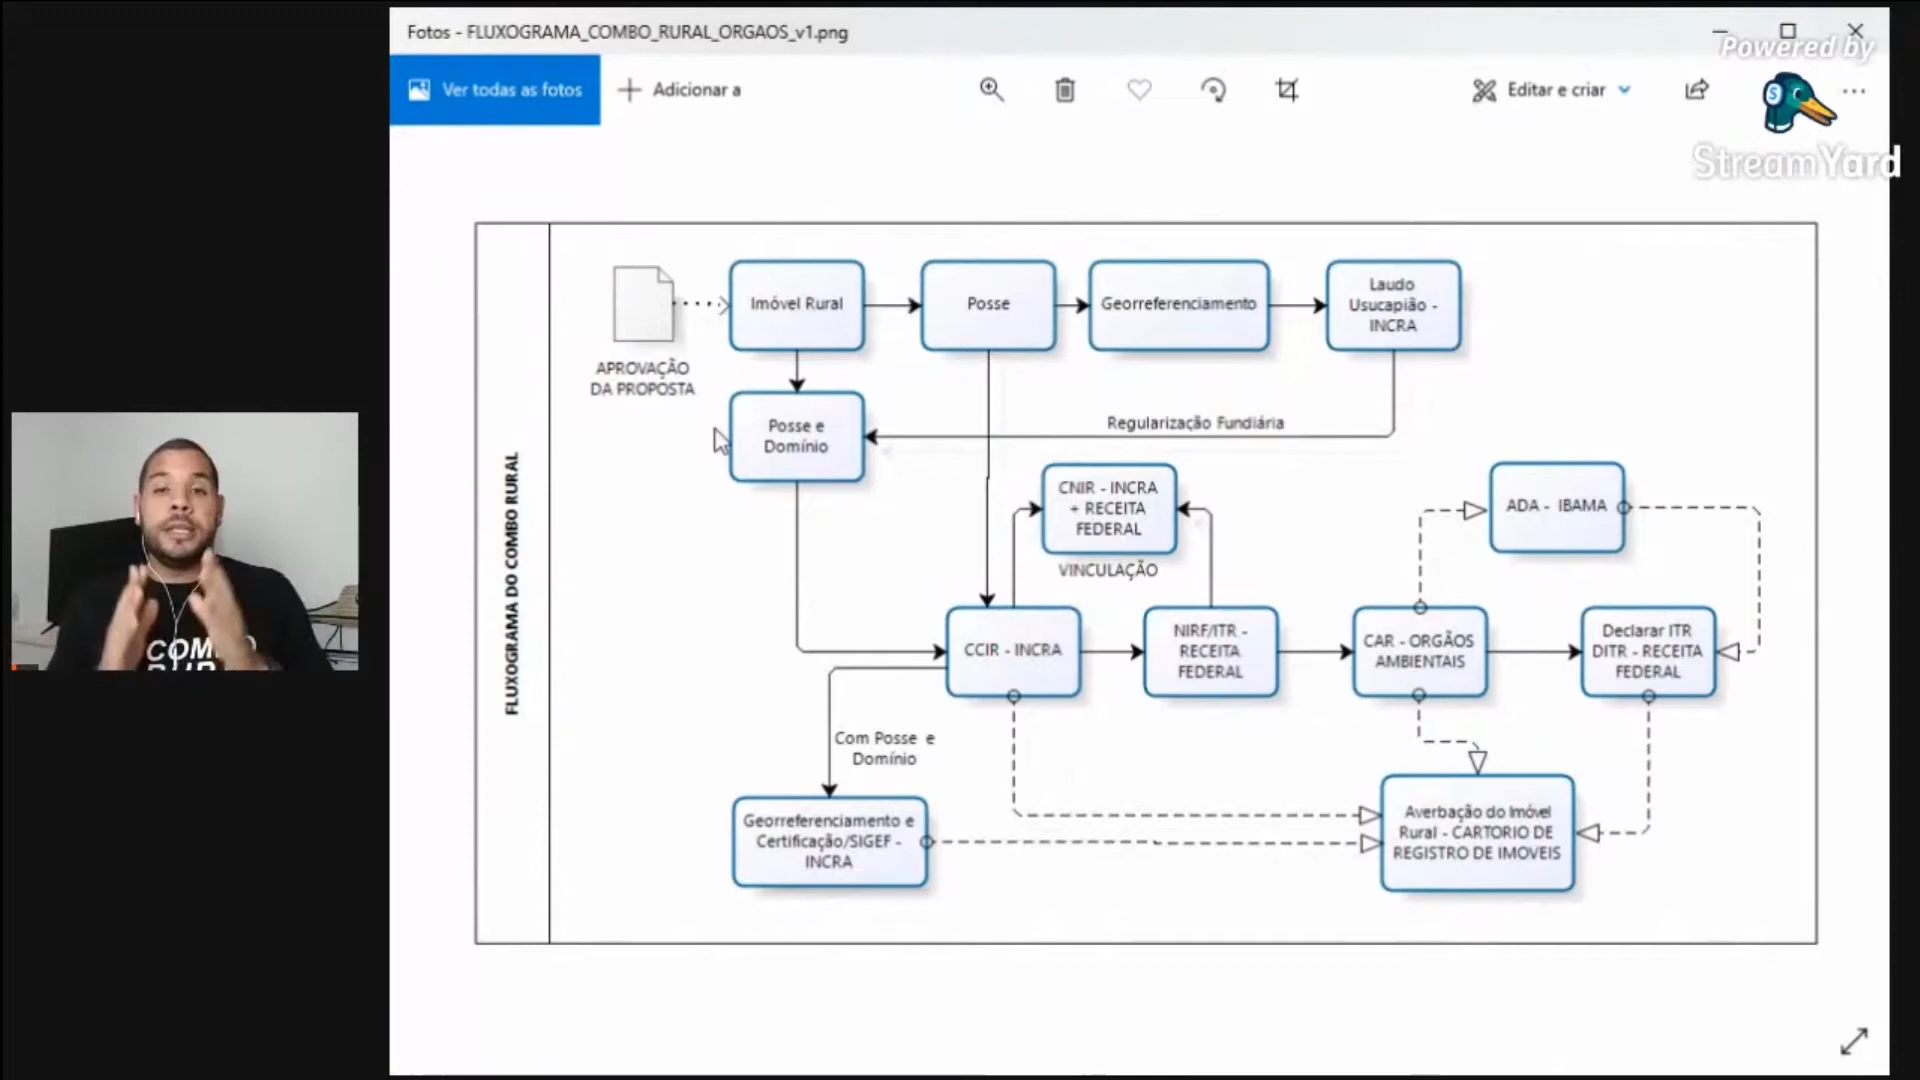 Fotos - FLUXOGRAMA_COMBO_RURAL_ORGAOS_v1.png
Powered by
Ver todas as fotos
Adicionar a
Editar e criar
StreamYard
Imóvel Rural
Posse
Georreferenciamento
Laudo
Usucapião -
INCRA
APROVAÇÃO
DA PROPOSTA
Posse e
Domínio
Regularização Fundiária
CNIR - INCRA
+ RECEITA
FEDERAL
VINCULAÇÃO
ADA - IBAMA
FLUXOGRAMA DO COMBO RURAL
CCIR - INCRA
NIRF/ITR -
RECEITA
FEDERAL
CAR - ORGÃOS
AMBIENTAIS
Declarar ITR
DITR - RECEITA
FEDERAL
Com Posse e
Domínio
Georreferenciamento e
Certificação/SIGEF -
INCRA
Averbação do Imóvel
Rural - CARTORIO DE
REGISTRO DE IMOVEIS